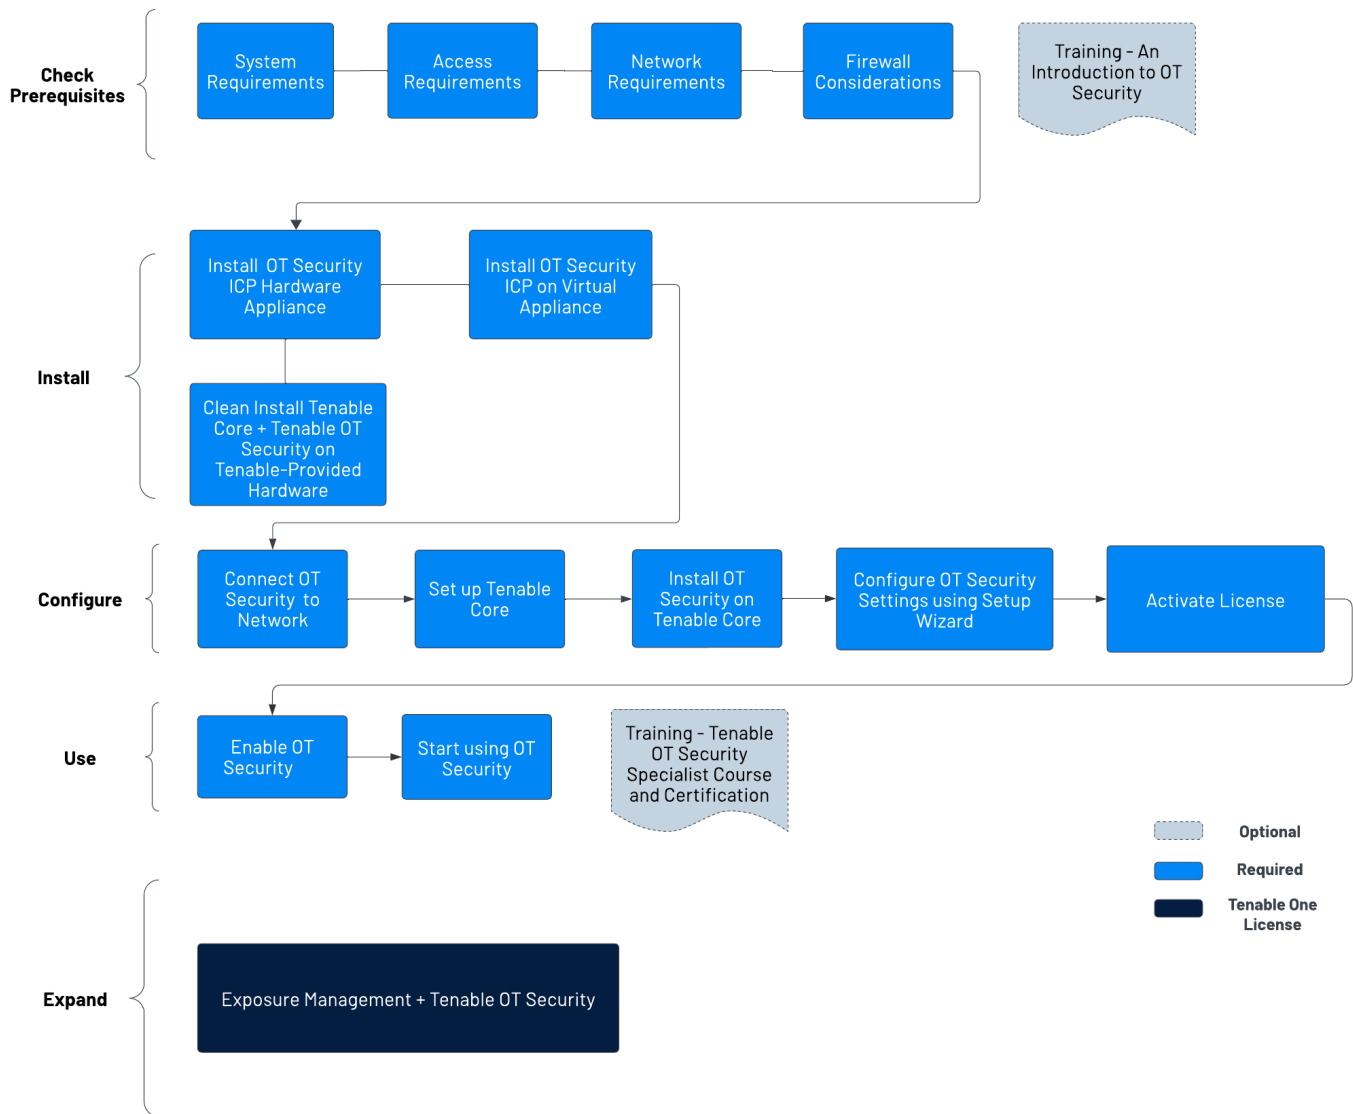 Check
Prerequisites
System
Requirements
Access
Requirements
Network
Requirements
Firewall
Considerations
Training - An
Introduction to OT
Security
Install
Install OT Security
ICP Hardware
Appliance
Install OT Security
ICP on Virtual
Appliance
Clean Install Tenable
Core + Tenable OT
Security on
Tenable-Provided
Hardware
Configure
Connect OT
Security to
Network
Set up Tenable
Core
Install OT
Security on
Tenable Core
Configure OT Security
Settings using Setup
Wizard
Activate License
Use
Enable OT
Security
Start using OT
Security
Training - Tenable
OT Security
Specialist Course
and Certification
Optional
Required
Tenable One
License
Expand
Exposure Management + Tenable OT Security